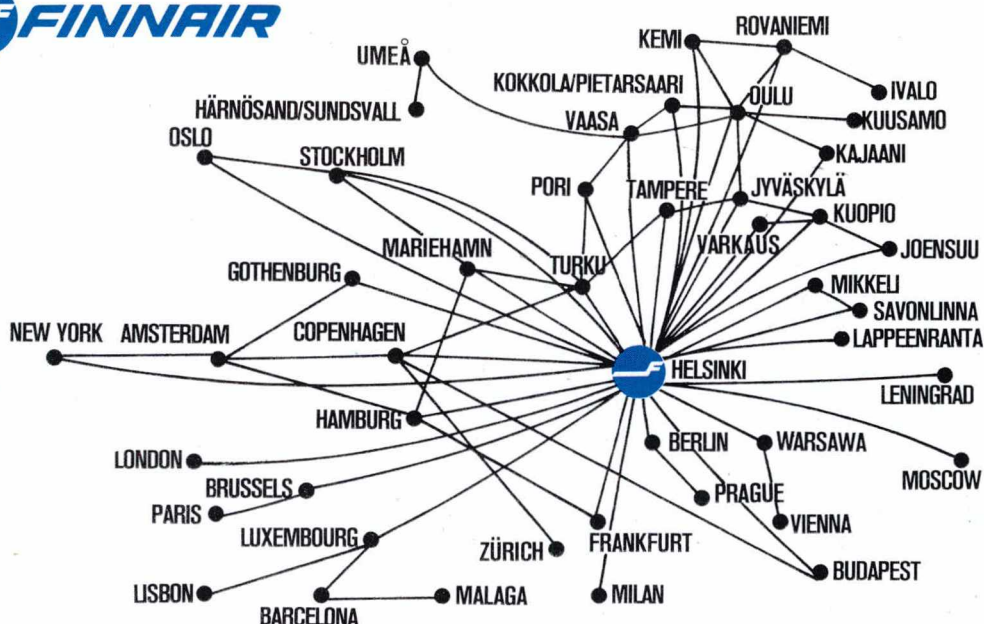 FINNAIR
ROVANIEMI
KEMI
UMEÅ
KOKKOLA/PIETARSAARI
OULU
IVALO
HÄRNÖSAND/SUNDSVALL
VAASA
KUUSAMO
OSLO
STOCKHOLM
KAJAANI
PORI
TAMPERE
JYVÄSKYLÄ
KUOPIO
VARKAUS
MARIEHAMN
JOENSUU
GOTHENBURG
TURKU
MIKKELI
SAVONLINNA
NEW YORK
AMSTERDAM
COPENHAGEN
LAPPEENRANTA
HELSINKI
LENINGRAD
HAMBURG
BERLIN
WARSAWA
LONDON
MOSCOW
BRUSSELS
PRAGUE
PARIS
VIENNA
LUXEMBOURG
ZÜRICH
FRANKFURT
BUDAPEST
LISBON
BARCELONA
MALAGA
MILAN